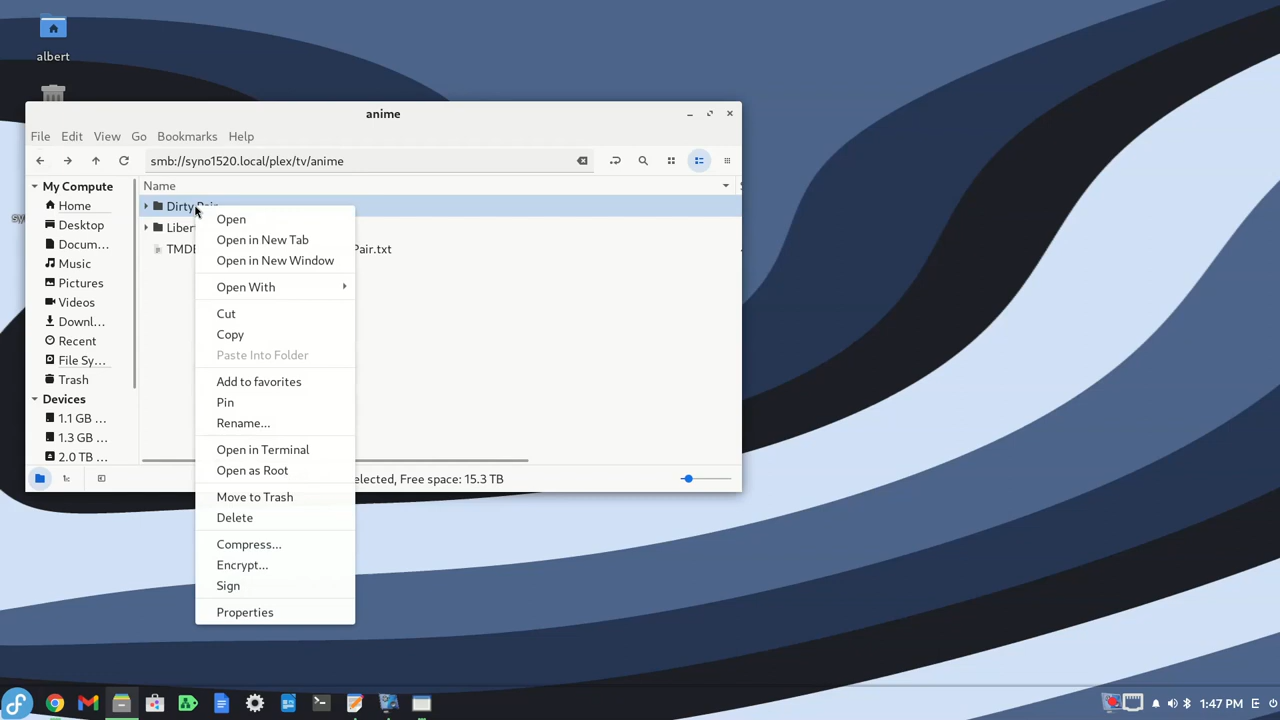 albert
anime
File Edit View Go Bookmarks Help
smb://syno1520.local/plex/tv/anime
My Compute
Home
Desktop
Docum...
Music
Pictures
Videos
Downl...
Recent
File Sy...
Trash
Devices
1.1 GB ...
1.3 GB ...
2.0 TB ...
Name
Dirty
Pair.txt
Open
Open in New Tab
Open in New Window
Open With
Cut
Copy
Paste Into Folder
Add to favorites
Pin
Rename...
Open in Terminal
Open as Root
Move to Trash
Delete
Compress...
Encrypt...
Sign
Properties
elected, Free space: 15.3 TB
1:47 PM